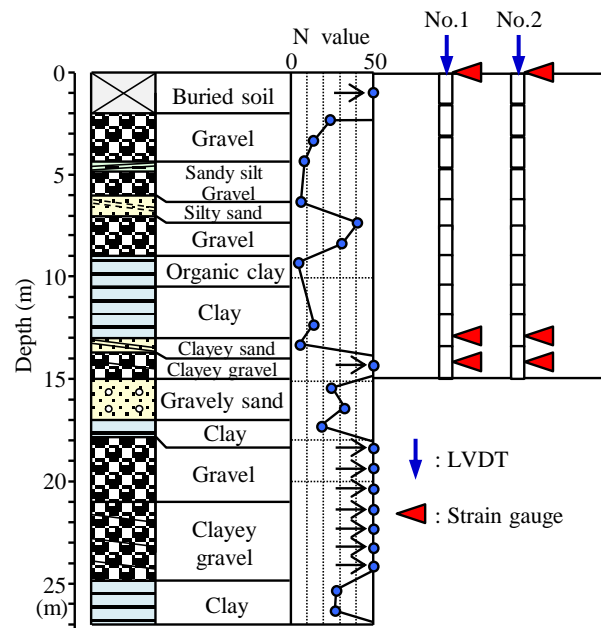 No.1 No.2
N value
0 50
0
Buried soil
Gravel
5
Sandy silt
Gravel
Silty sand
Gravel
10
Organic clay
Clay
Clayey sand
Clayey gravel
15
Gravely sand
Clay
20
Gravel
Clayey
gravel
25
(m)
Clay
Depth (m)
: LVDT
: Strain gauge